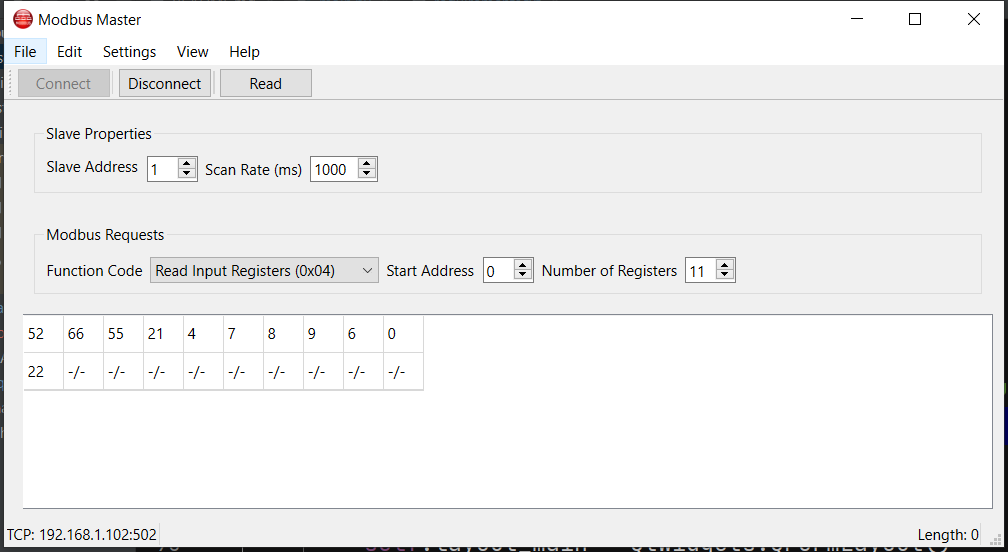 Modbus Master
File Edit Settings View Help
Connect Disconnect Read
Slave Properties
Slave Address 1 Scan Rate (ms) 1000
Modbus Requests
Function Code Read Input Registers (0x04) Start Address 0 Number of Registers 11
52 66 55 21 4 7 8 9 6 0
22 -/- -/- -/- -/- -/- -/- -/- -/- -/-
TCP: 192.168.1.102:502 Length: 0